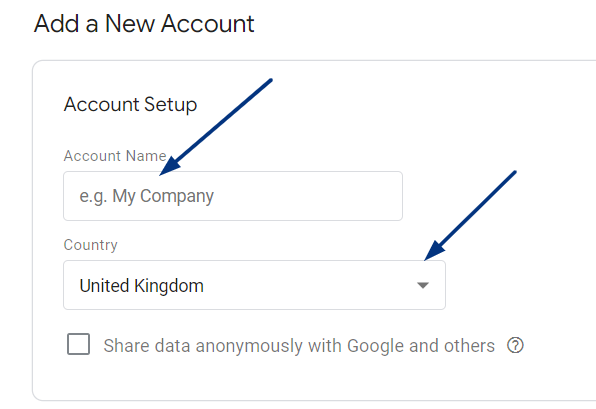 Add a New Account
Account Setup
Account Name
e.g. My Company
Country
United Kingdom
Share data anonymously with Google and others